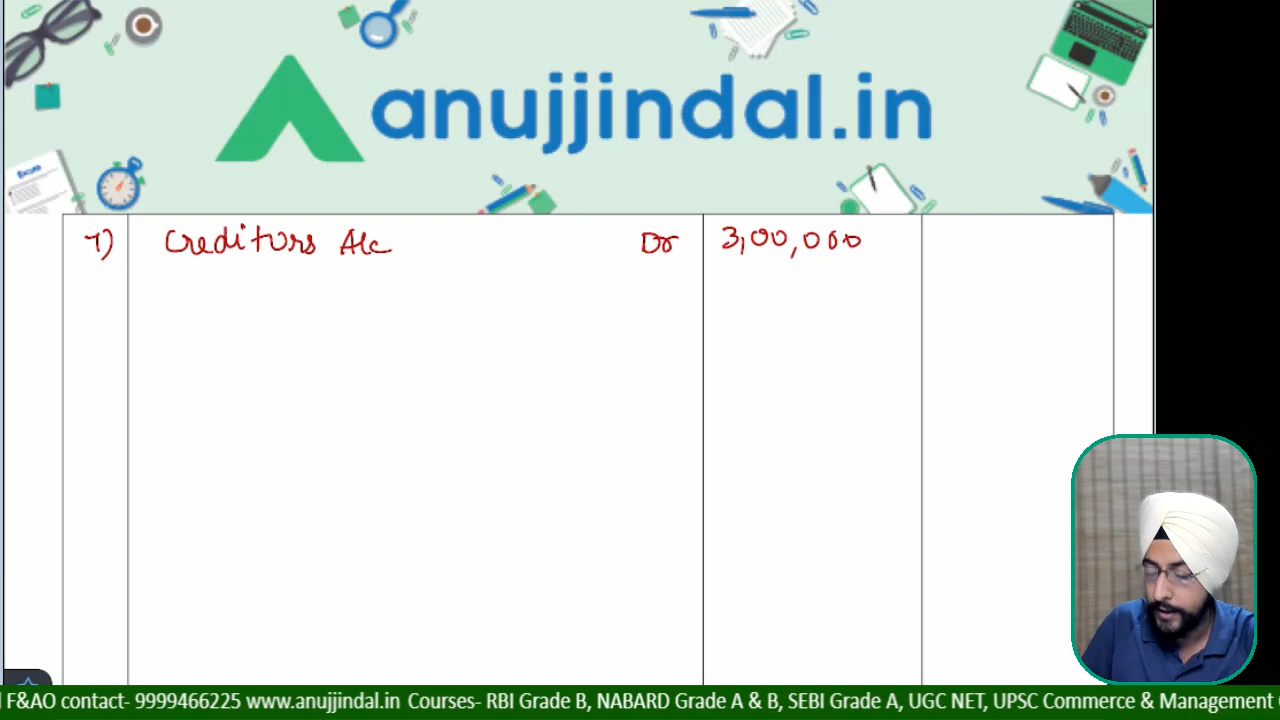 anujjindal.in
7) Creditors A/c Dr 3,00,000
F&AO contact- 9999466225 www.anujjindal.in Courses- RBI Grade B, NABARD Grade A & B, SEBI Grade A, UGC NET, UPSC Commerce & Management